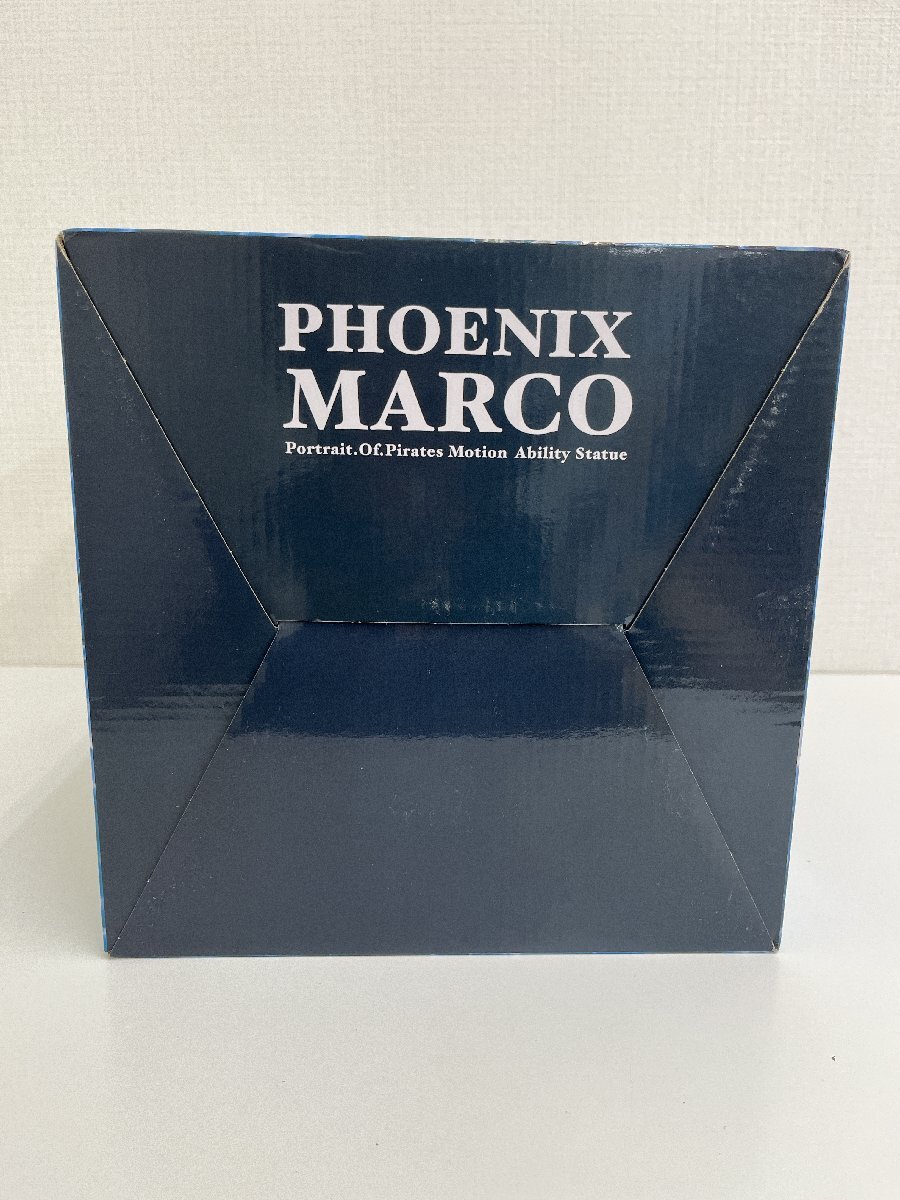 PHOENIX
MARCO
Portrait.Of.Pirates Motion Ability Statue